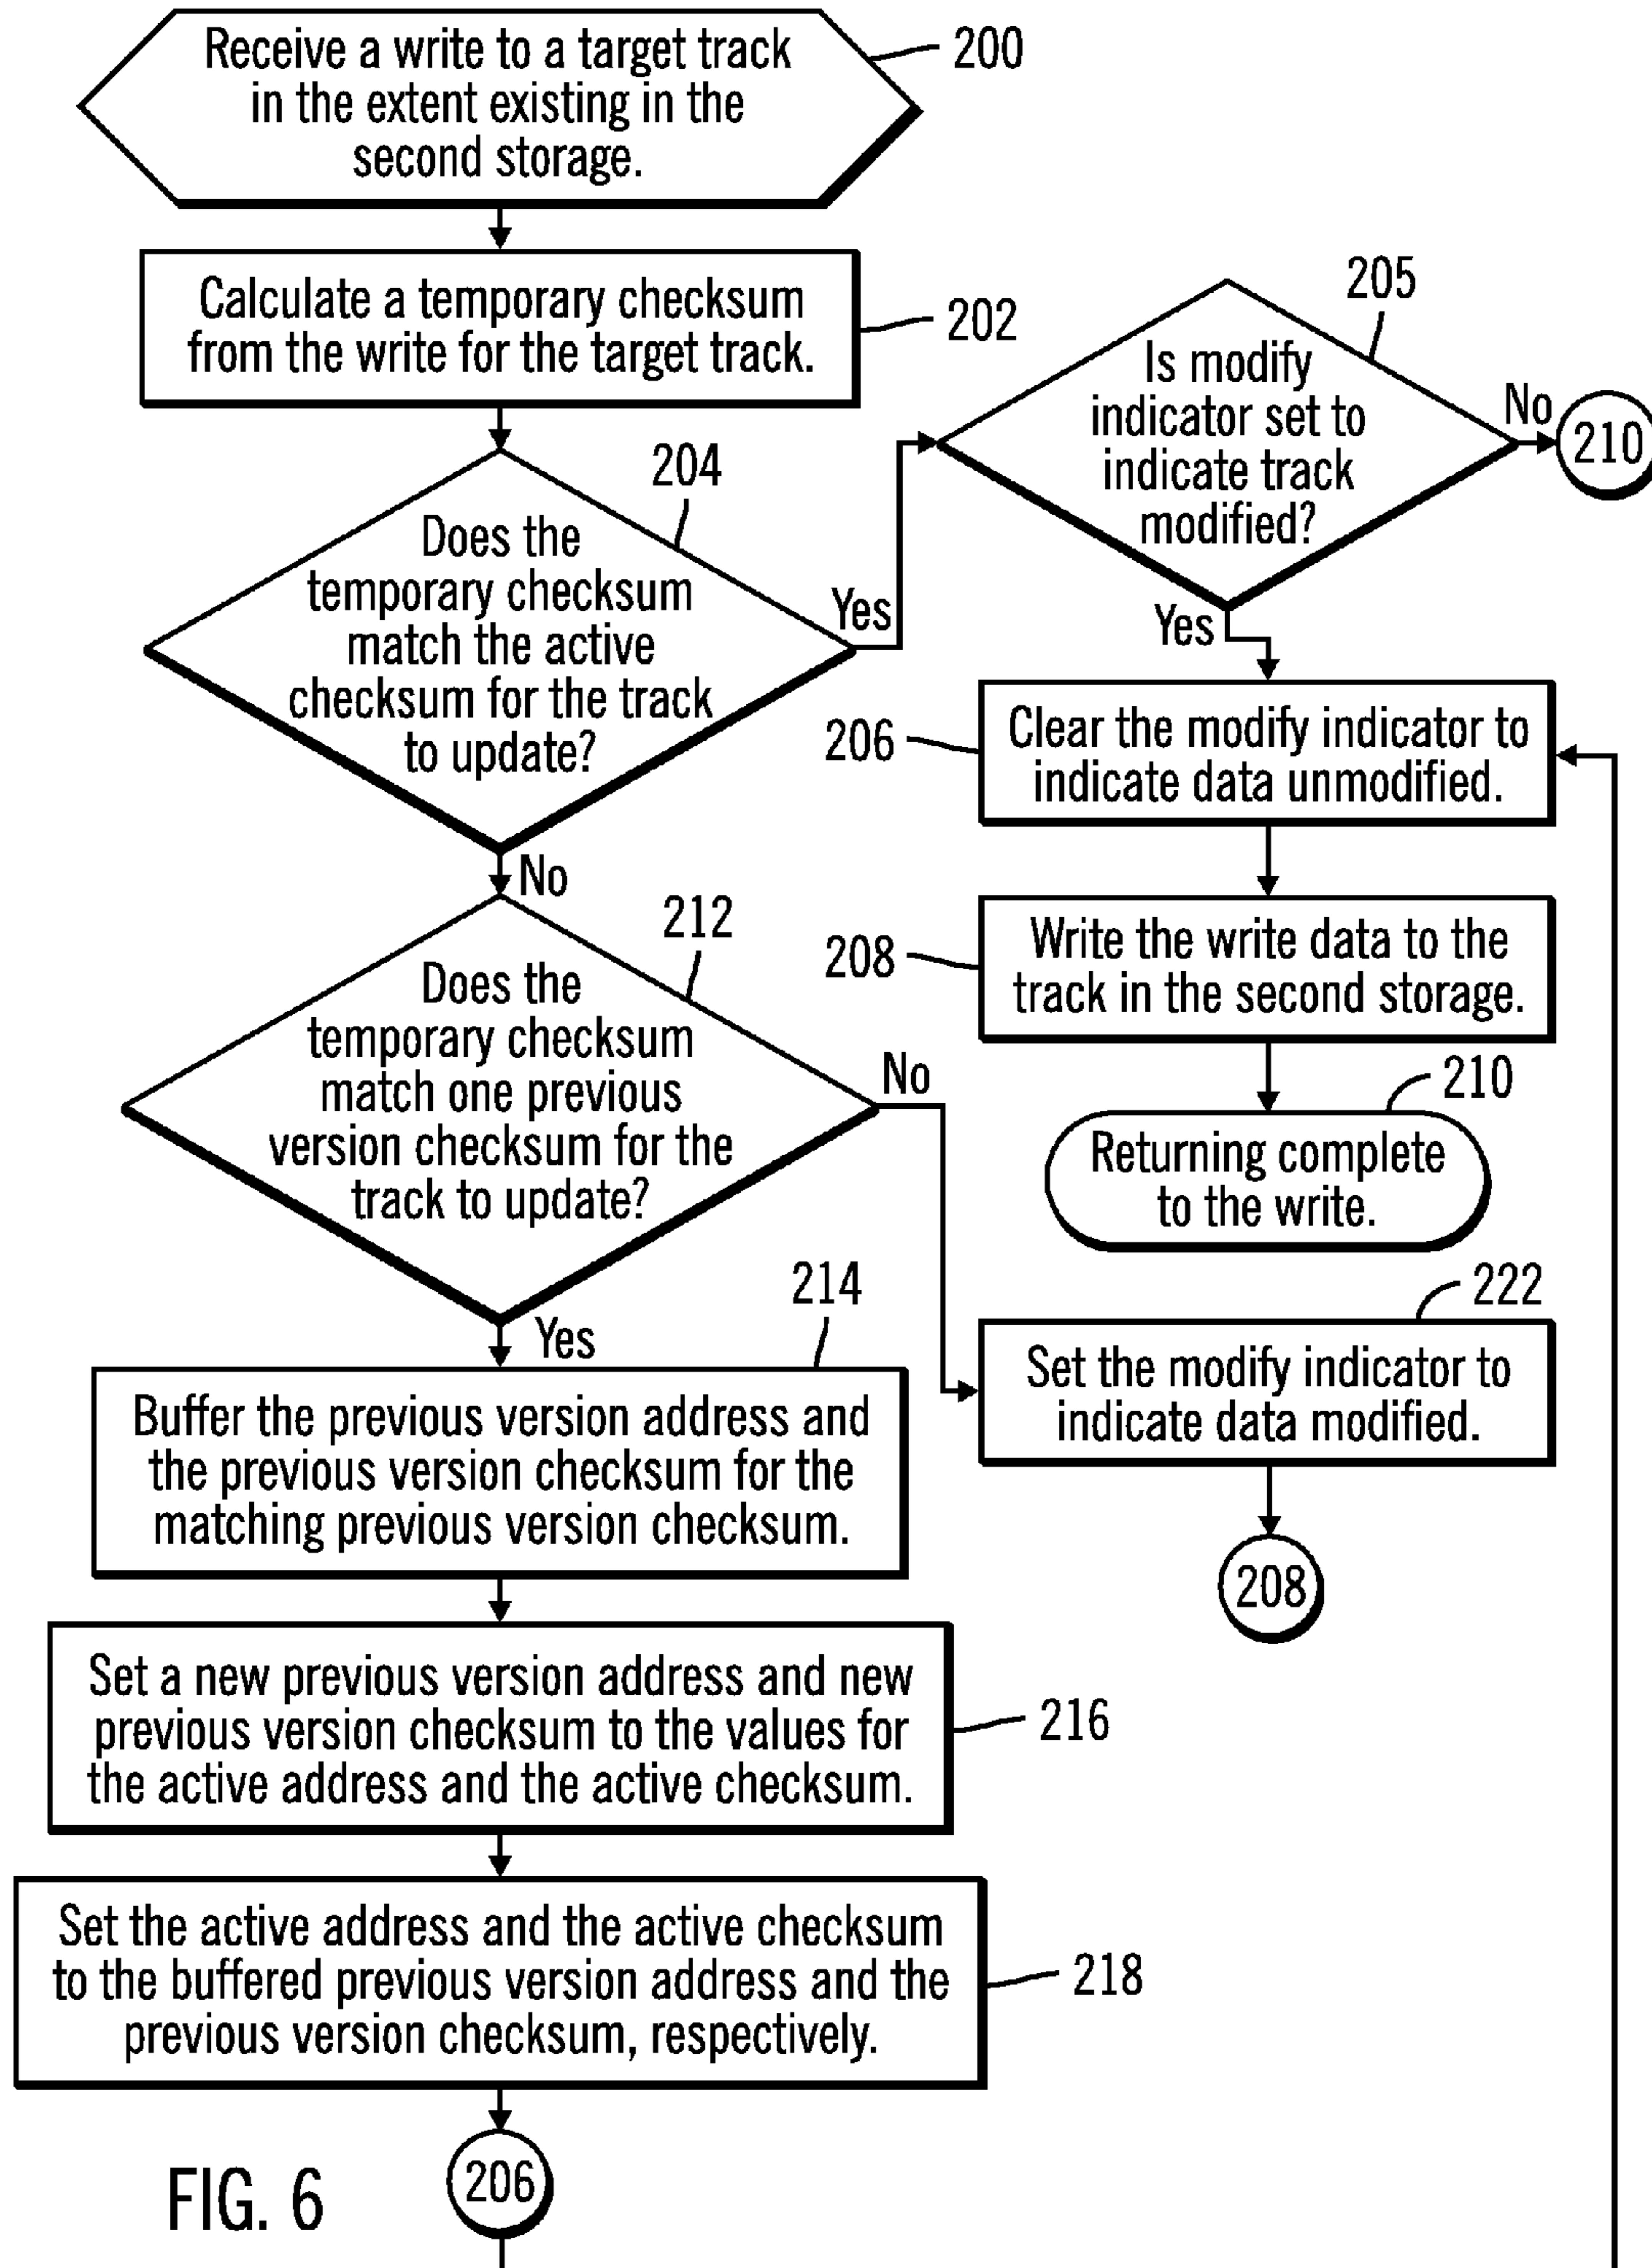 Receive a write to a target track
in the extent existing in the
second storage.
200
Calculate a temporary checksum
from the write for the target track.
202
Does the
temporary checksum
match the active
checksum for the track
to update?
204
Yes
No
Is modify
indicator set to
indicate track
modified?
205
No
210
Yes
206
Clear the modify indicator to
indicate data unmodified.
208
Write the write data to the
track in the second storage.
210
Returning complete
to the write.
Does the
temporary checksum
match one previous
version checksum for the
track to update?
212
No
Yes
222
Set the modify indicator to
indicate data modified.
208
214
Buffer the previous version address and
the previous version checksum for the
matching previous version checksum.
Set a new previous version address and new
previous version checksum to the values for
the active address and the active checksum.
216
Set the active address and the active checksum
to the buffered previous version address and the
previous version checksum, respectively.
218
206
FIG. 6